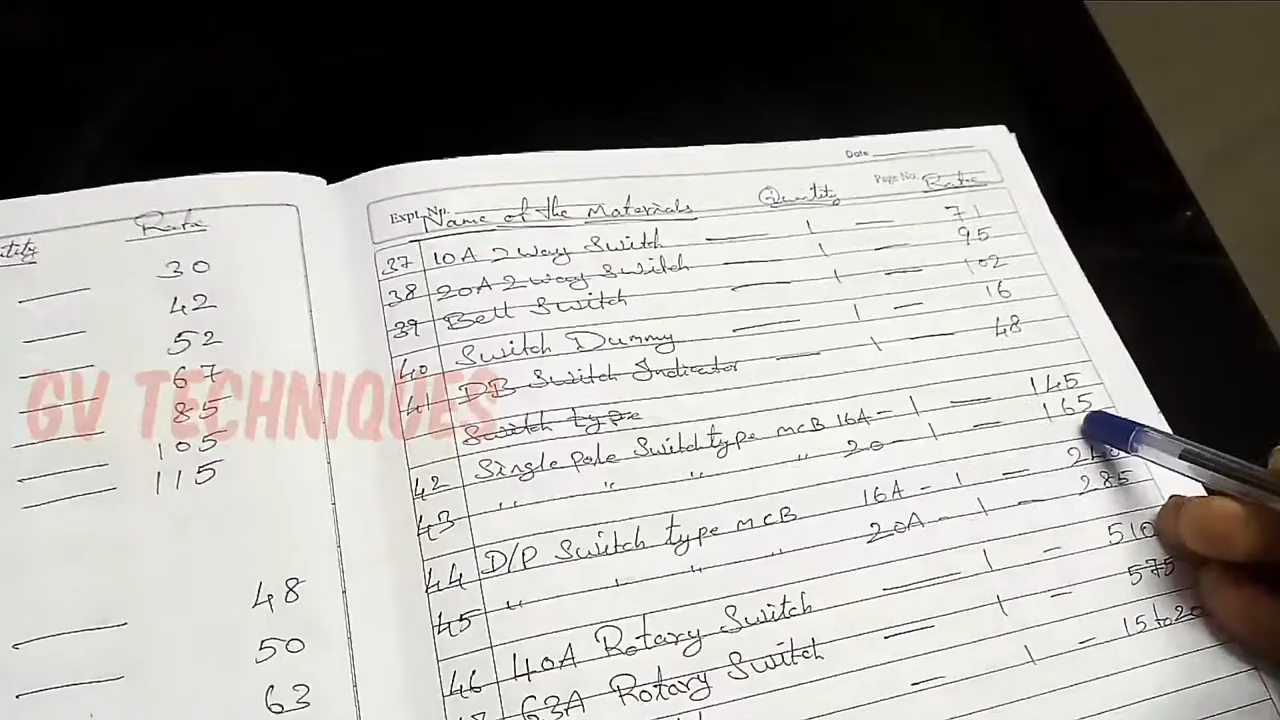 ntity Rate
30
42
52
67
85
105
115
48
50
63
Date
Page No.
Expt. No.
Name of the Materials Quantity Rate
37 10A 2 way Switch — 1 — 71
38 20A 2 way Switch — 1 — 95
39 Bell Switch — 1 — 102
40 Switch Dummy — 1 — 16
41 DB Switch Indicator — 1 — 48
Switch type
42 Single pole Switch type MCB 16A - 1 — 145
43 " " " 20 - 1 — 165
44 D/P Switch type MCB 16A - 1 —
45 " " " 20A - 1 — 285
46 40A Rotary Switch — 1 — 510
63A Rotary Switch — 1 — 575
— 1 — 15 to 20
GV TECHNIQUES